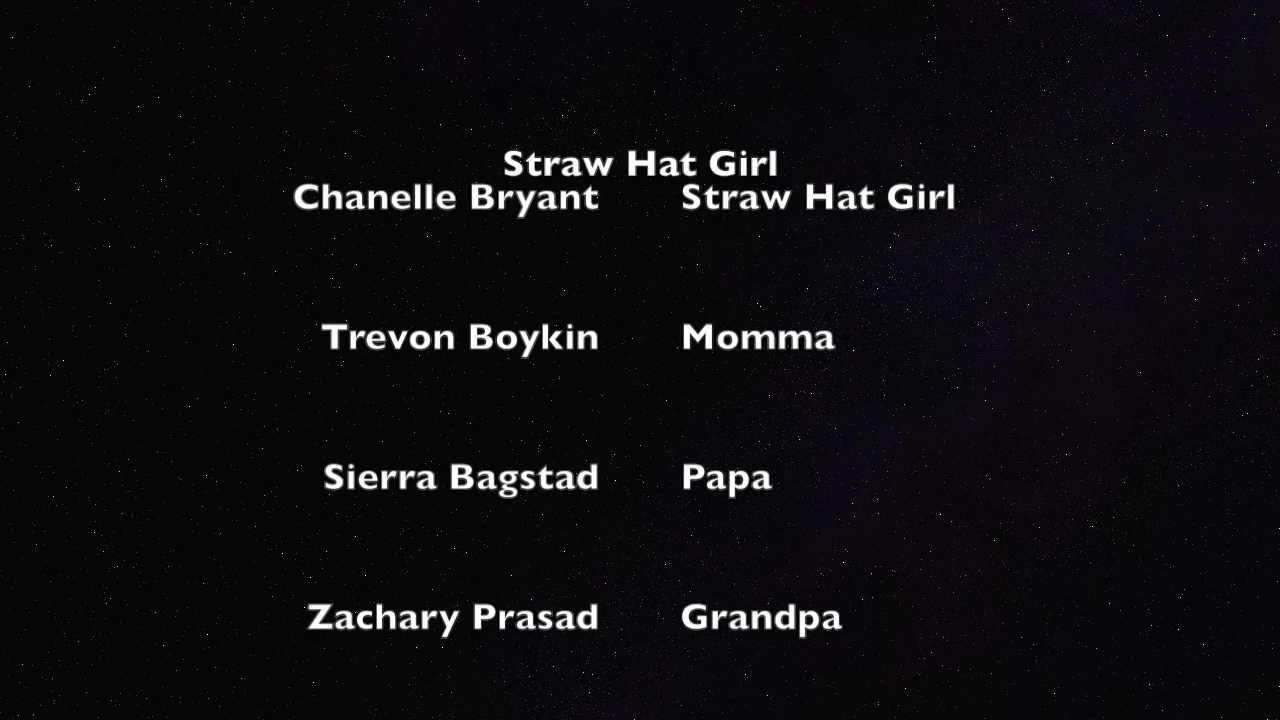 Straw Hat Girl
Chanelle Bryant Straw Hat Girl
Trevon Boykin Momma
Sierra Bagstad Papa
Zachary Prasad Grandpa